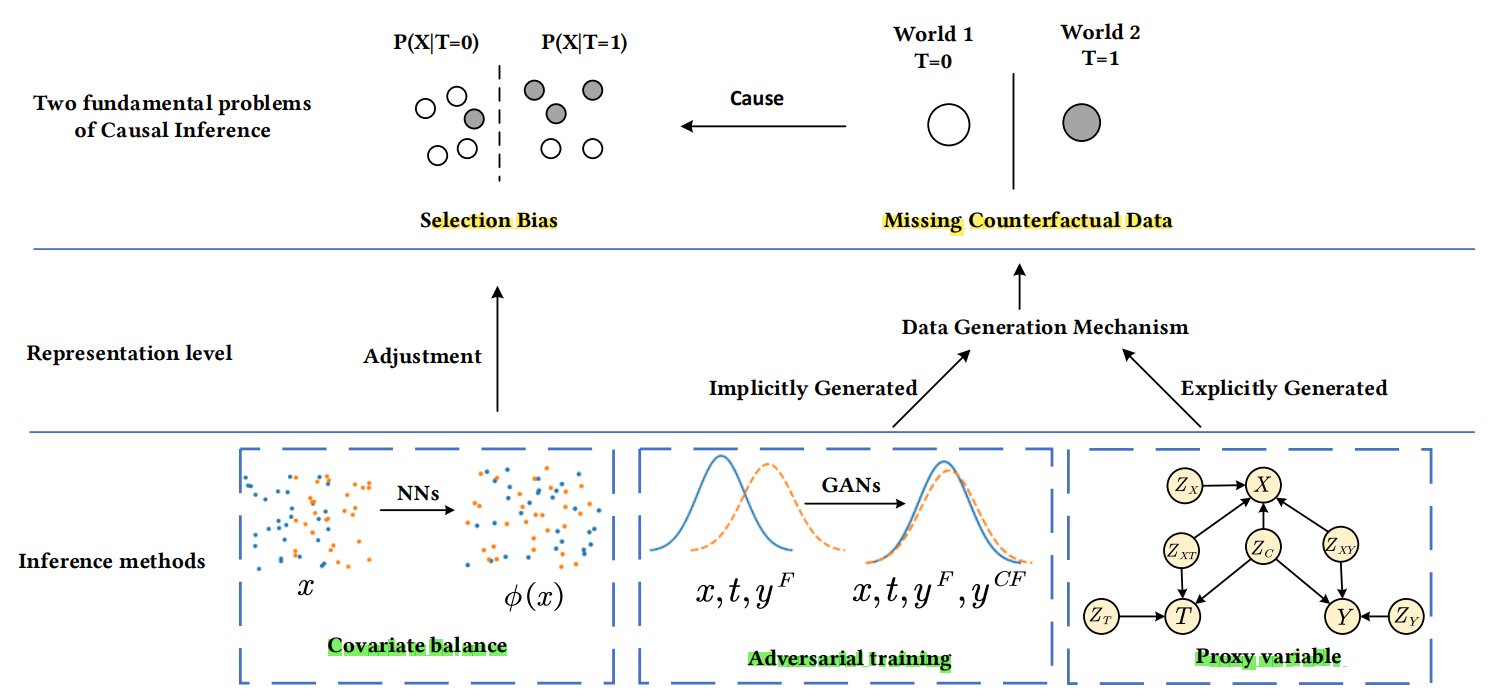 P(X|T=0)
P(X|T=1)
World 1
T=0
World 2
T=1
Two fundamental problems
of Causal Inference
Cause
Selection Bias
Missing Counterfactual Data
Data Generation Mechanism
Representation level
Adjustment
Implicitly Generated
Explicitly Generated
NNs
GANs
Z_X
X
Z_XT
Z_C
Z_XY
Inference methods
x
ϕ(x)
x,t,y^F
x,t,y^F,y^CF
Z_T
T
Y
Z_Y
Covariate balance
Adversarial training
Proxy variable